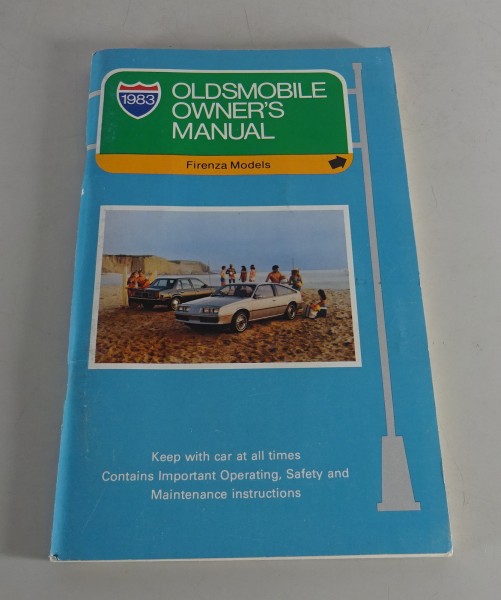 1983
OLDSMOBILE
OWNER'S
MANUAL
Firenza Models
Keep with car at all times
Contains Important Operating, Safety and
Maintenance instructions